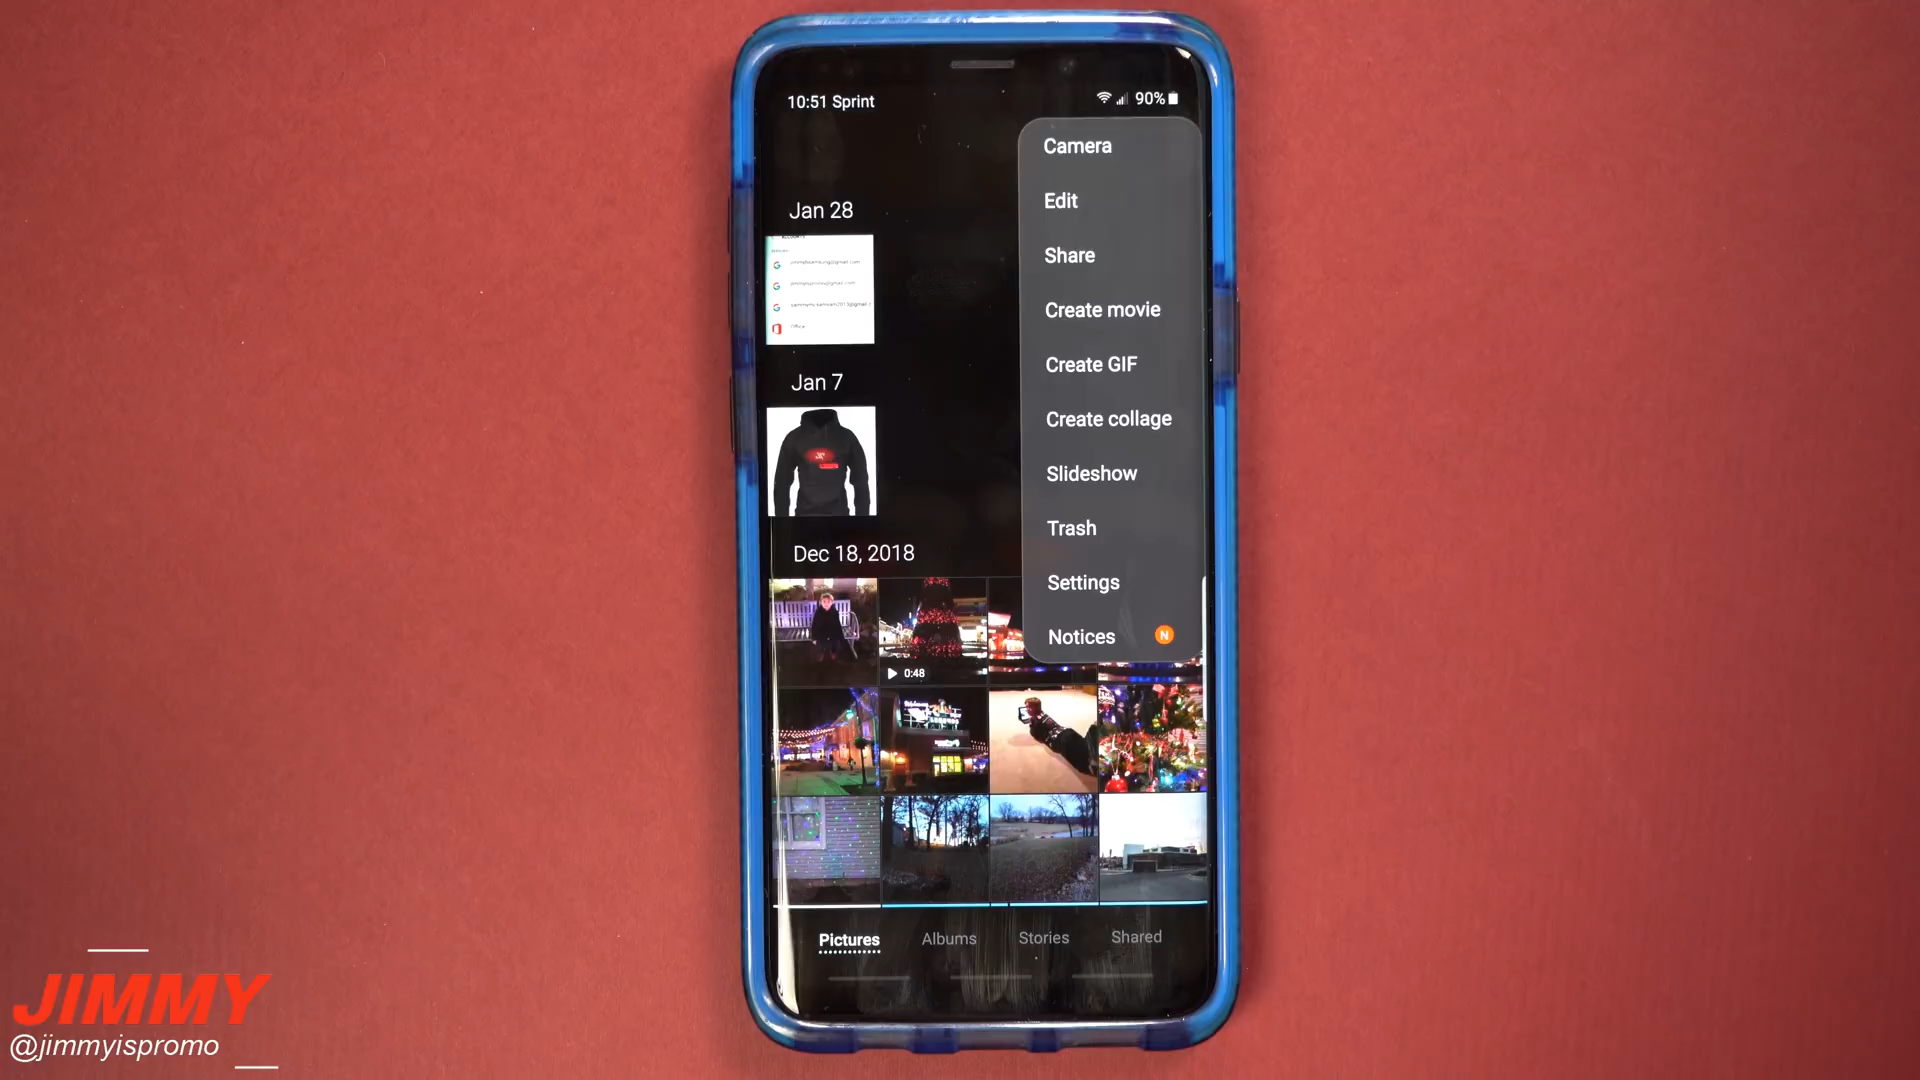 10:51 Sprint
90%
Camera
Edit
Share
Create movie
Create GIF
Create collage
Slideshow
Trash
Settings
Notices N
Jan 28
Office
Jan 7
Dec 18, 2018
0:48
Pictures Albums Stories Shared
JIMMY
@jimmyispromo